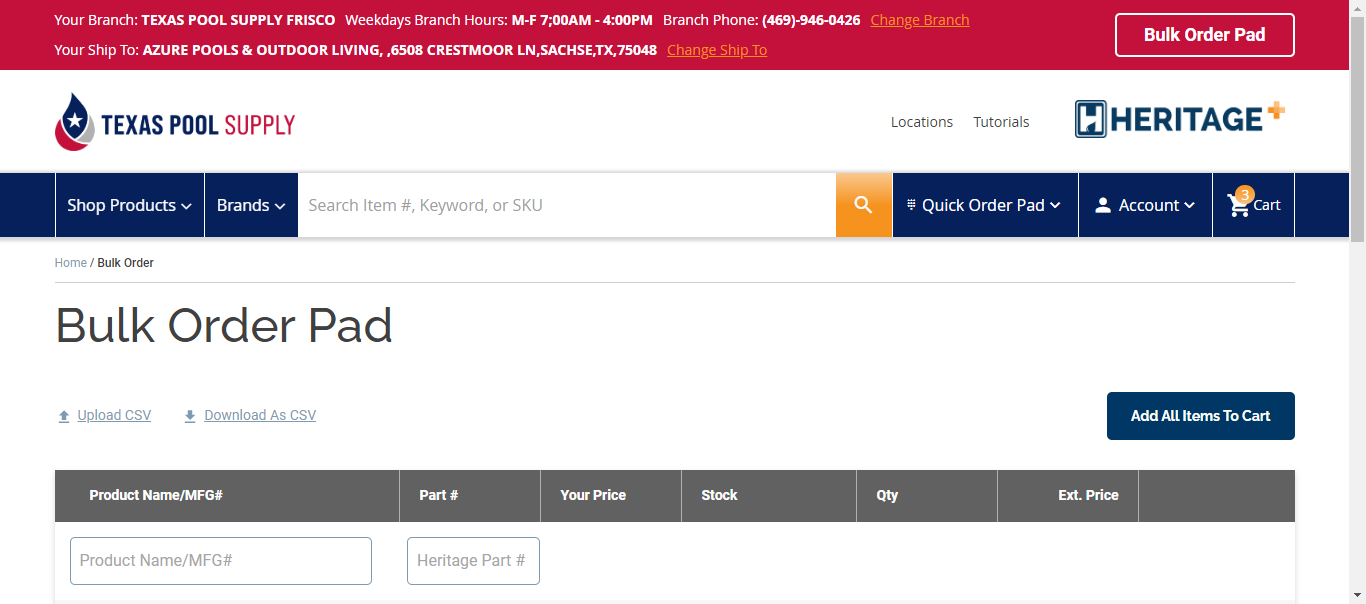 Your Branch: TEXAS POOL SUPPLY FRISCO Weekdays Branch Hours: M-F 7;00AM - 4:00PM Branch Phone: (469)-946-0426 Change Branch
Your Ship To: AZURE POOLS & OUTDOOR LIVING, ,6508 CRESTMOOR LN,SACHSE,TX,75048 Change Ship To
Bulk Order Pad
TEXAS POOL SUPPLY
Locations Tutorials
HERITAGE+
Shop Products Brands Search Item #, Keyword, or SKU Quick Order Pad Account 3 Cart
Home / Bulk Order
Bulk Order Pad
Upload CSV Download As CSV Add All Items To Cart
Product Name/MFG# Part # Your Price Stock Qty Ext. Price
Product Name/MFG# Heritage Part #